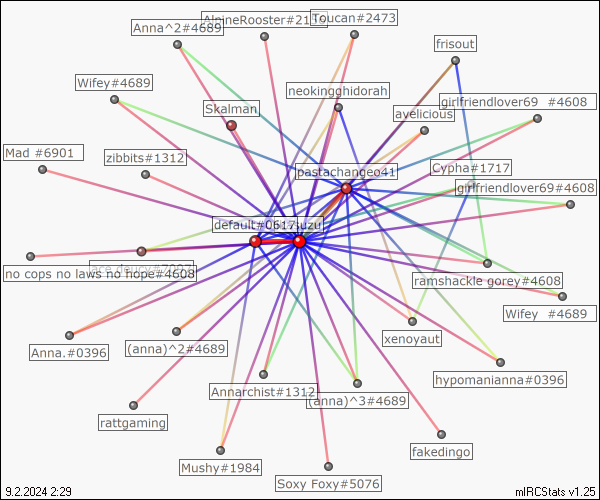 AlpineRooster#2115
Toucan#2473
Anna^2#4689
frisout
Wifey#4689
neokingghidorah
girlfriendlover69 #4608
Skalman
avelicious
Mad #6901
zibbits#1312
Cypha#1717
pastachangeo41
girlfriendlover69#4608
default#0617
suzu
no cops no laws no hope#4608
ramshackle gorey#4608
Wifey #4689
Anna.#0396
(anna)^2#4689
xenoyaut
hypomanianna#0396
Annarchist#1312
(anna)^3#4689
rattgaming
fakedingo
Mushy#1984
Soxy Foxy#5076
9.2.2024 2:29
mIRCStats v1.25